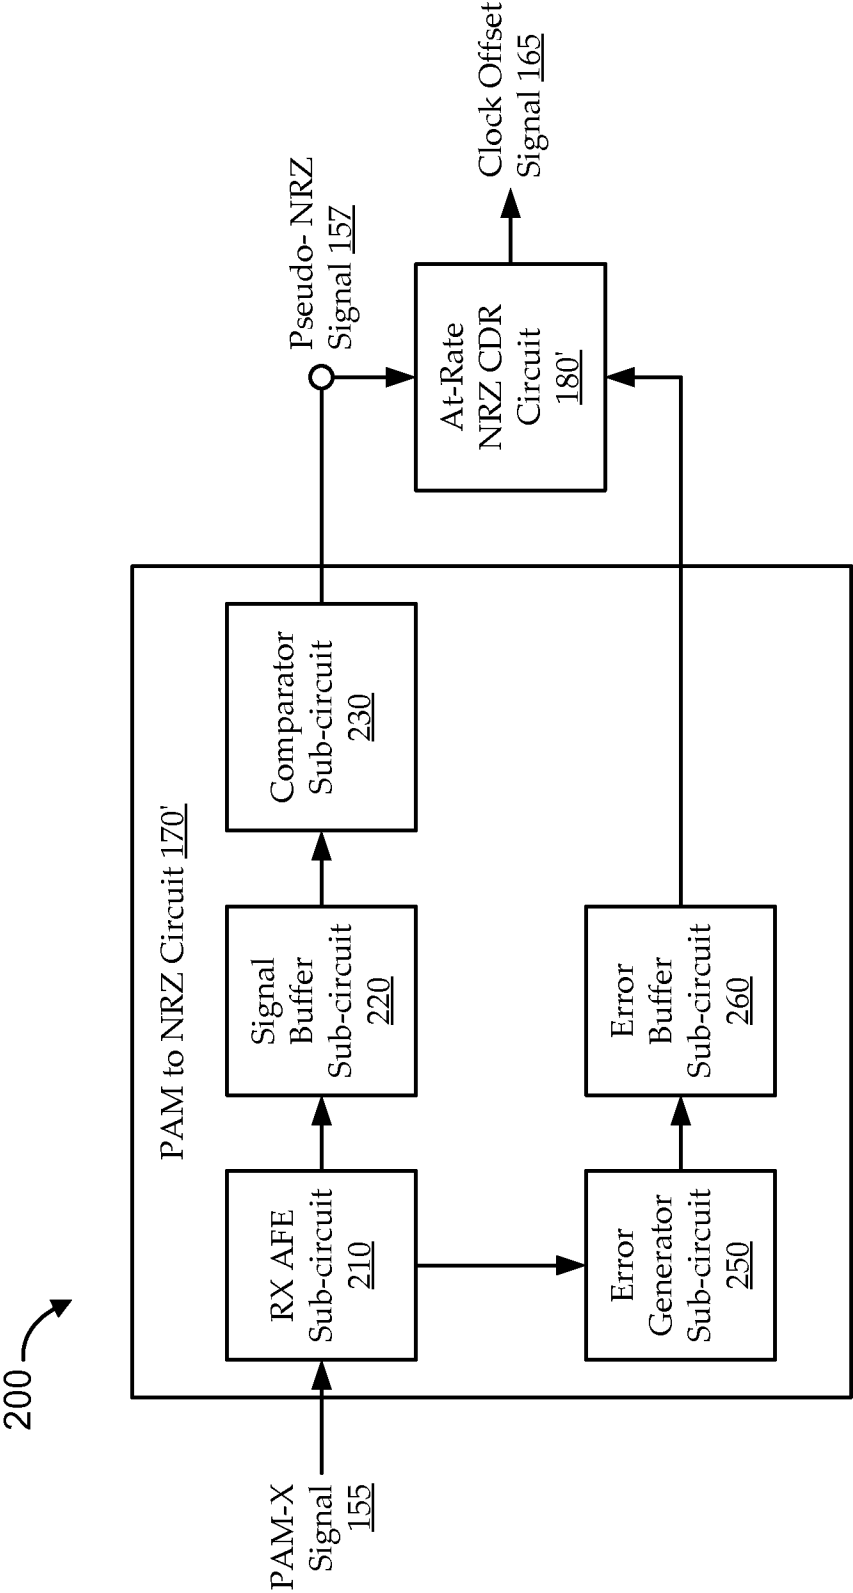 200
PAM-X
Signal
155
PAM to NRZ Circuit 170'
RX AFE
Sub-circuit
210
Signal
Buffer
Sub-circuit
220
Comparator
Sub-circuit
230
Pseudo- NRZ
Signal 157
Error
Generator
Sub-circuit
250
Error
Buffer
Sub-circuit
260
At-Rate
NRZ CDR
Circuit
180'
Clock Offset
Signal 165